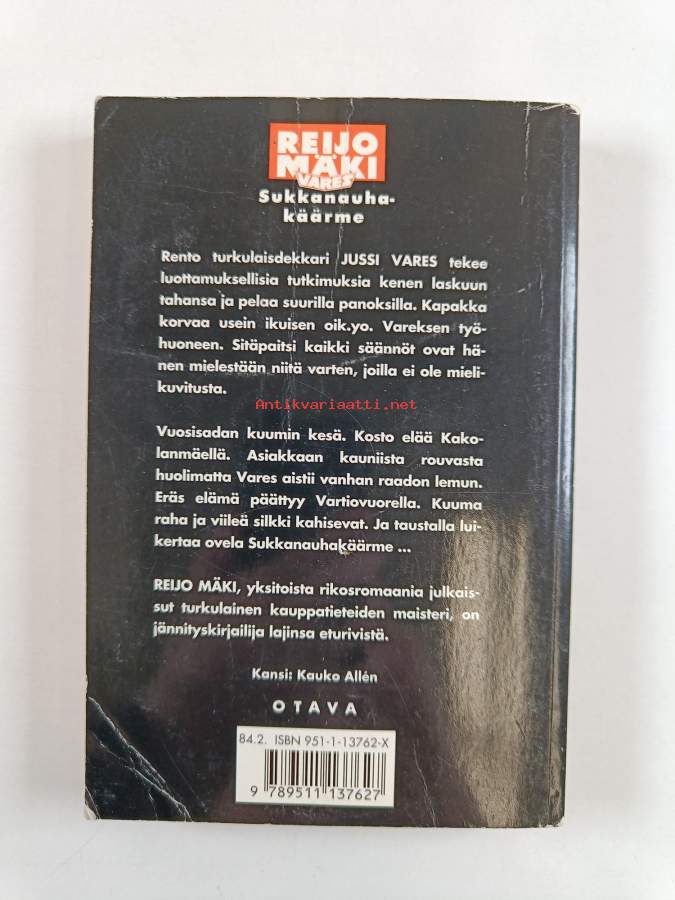 REIJO
MÄKI
VARES
Sukkanauha-
käärme
Rento turkulaisdekkari JUSSI VARES tekee
luottamuksellisia tutkimuksia kenen laskuun
tahansa ja pelaa suurilla panoksilla. Kapakka
korvaa usein ikuisen oik.yo. Vareksen työ-
huoneen. Sitäpaitsi kaikki säännöt ovat hä-
nen mielestään niitä varten, joilla ei ole mieli-
kuvitusta.
Antikvariaatti.net
Vuosisadan kuumin kesä. Kosto elää Kako-
lanmäellä. Asiakkaan kauniista rouvasta
huolimatta Vares aistii vanhan raadon lemun.
Eräs elämä päättyy Vartiovuorella. Kuuma
raha ja viileä silkki kahisevat. Ja taustalla lui-
kertaa ovela Sukkanauhakäärme ...
REIJO MÄKI, yksitoista rikosromaania julkais-
sut turkulainen kauppatieteiden maisteri, on
jännityskirjailija lajinsa eturivistä.
Kansi: Kauko Allén
OTAVA
84.2. ISBN 951-1-13762-X
9 789511 137627